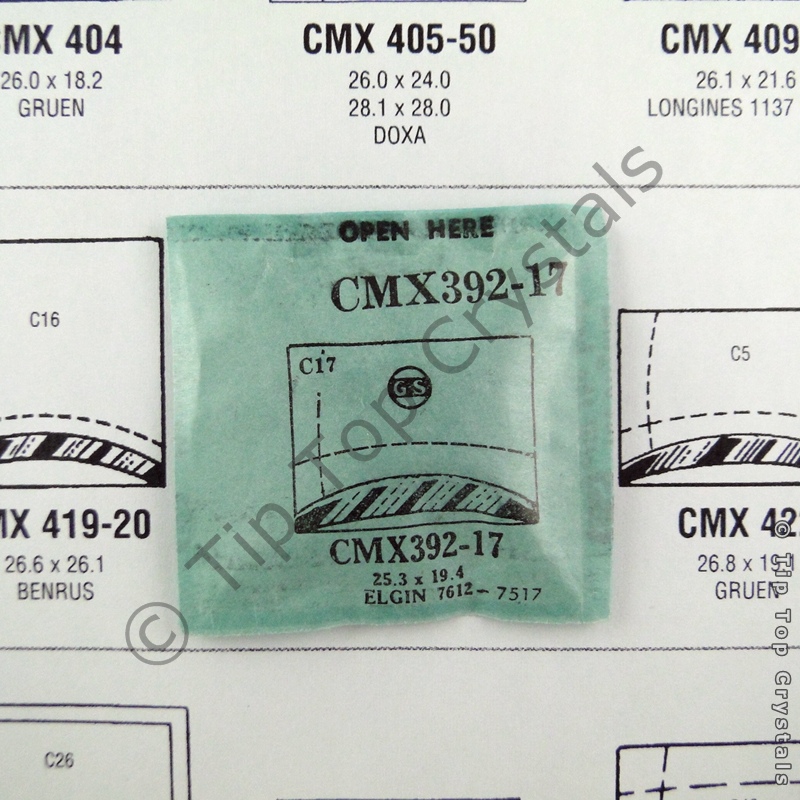 CMX 404
26.0 x 18.2
GRUEN
CMX 405-50
26.0 x 24.0
28.1 x 28.0
DOXA
CMX 409
26.1 x 21.6
LONGINES 1137
C16
CMX 419-20
26.6 x 26.1
BENRUS
OPEN HERE
CMX392-17
C17
GS
CMX392-17
25.3 x 19.4
ELGIN 7612-7517
C5
CMX 42
26.8 x 19.
GRUEN
C26
© Tip Top Crystals
© Tip Top Crystals